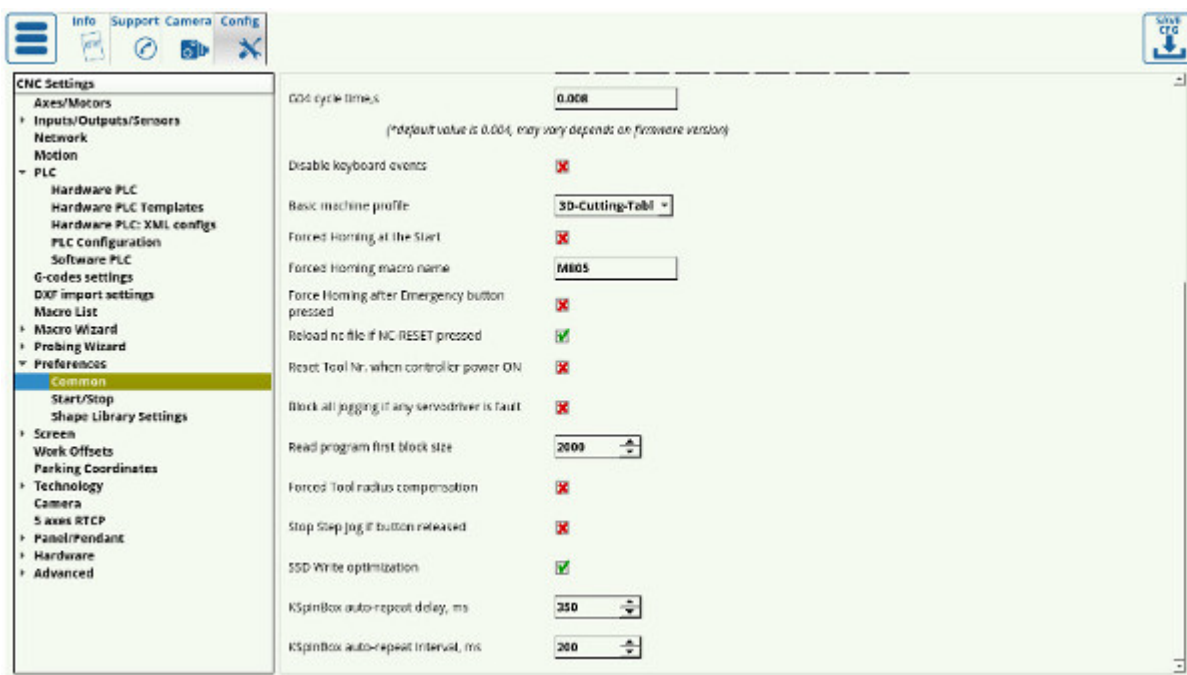 Info Support Camera Config
SAVE
CFG
CNC Settings
Axes/Motors
Inputs/Outputs/Sensors
Network
Motion
PLC
Hardware PLC
Hardware PLC Templates
Hardware PLC: XML configs
PLC Configuration
Software PLC
G-codes settings
DXF import settings
Macro List
Macro Wizard
Probing Wizard
Preferences
Common
Start/Stop
Shape Library Settings
Screen
Work Offsets
Parking Coordinates
Technology
Camera
5 axes RTCP
Panel/Pendant
Hardware
Advanced
G04 cycle time,s 0.008
(*default value is 0.004, may vary depends on firmware version)
Disable keyboard events
Basic machine profile 3D-Cutting-Tabl
Forced Homing at the Start
Forced Homing macro name M805
Force Homing after Emergency button
pressed
Reload nc file if NC-RESET pressed
Reset Tool Nr. when controller power ON
Block all jogging if any servodriver is fault
Read program first block size 2000
Forced Tool radius compensation
Stop Step Jog if button released
SSD Write optimization
KSpinBox auto-repeat delay, ms 350
KSpinBox auto-repeat interval, ms 200